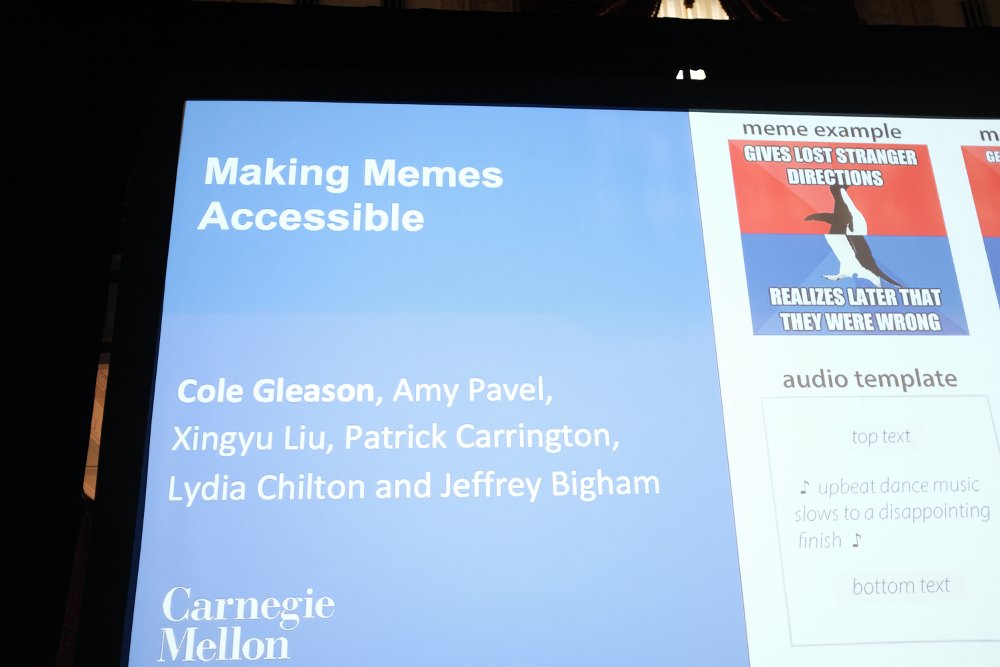 Making Memes
Accessible
Cole Gleason, Amy Pavel,
Xingyu Liu, Patrick Carrington,
Lydia Chilton and Jeffrey Bigham
Carnegie
Mellon
meme example
GIVES LOST STRANGER
DIRECTIONS
REALIZES LATER THAT
THEY WERE WRONG
audio template
top text
♪ upbeat dance music
slows to a disappointing
finish ♪
bottom text